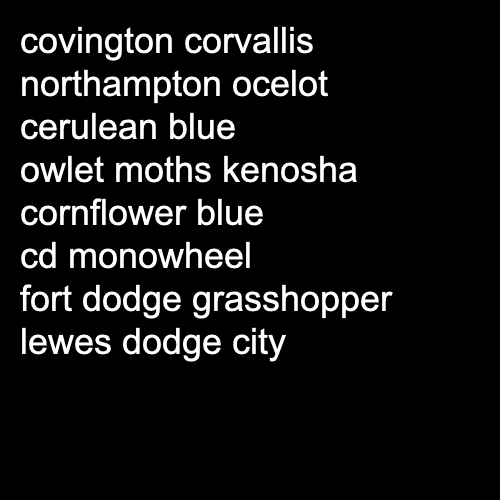 covington corvallis
northampton ocelot
cerulean blue
owlet moths kenosha
cornflower blue
cd monowheel
fort dodge grasshopper
lewes dodge city